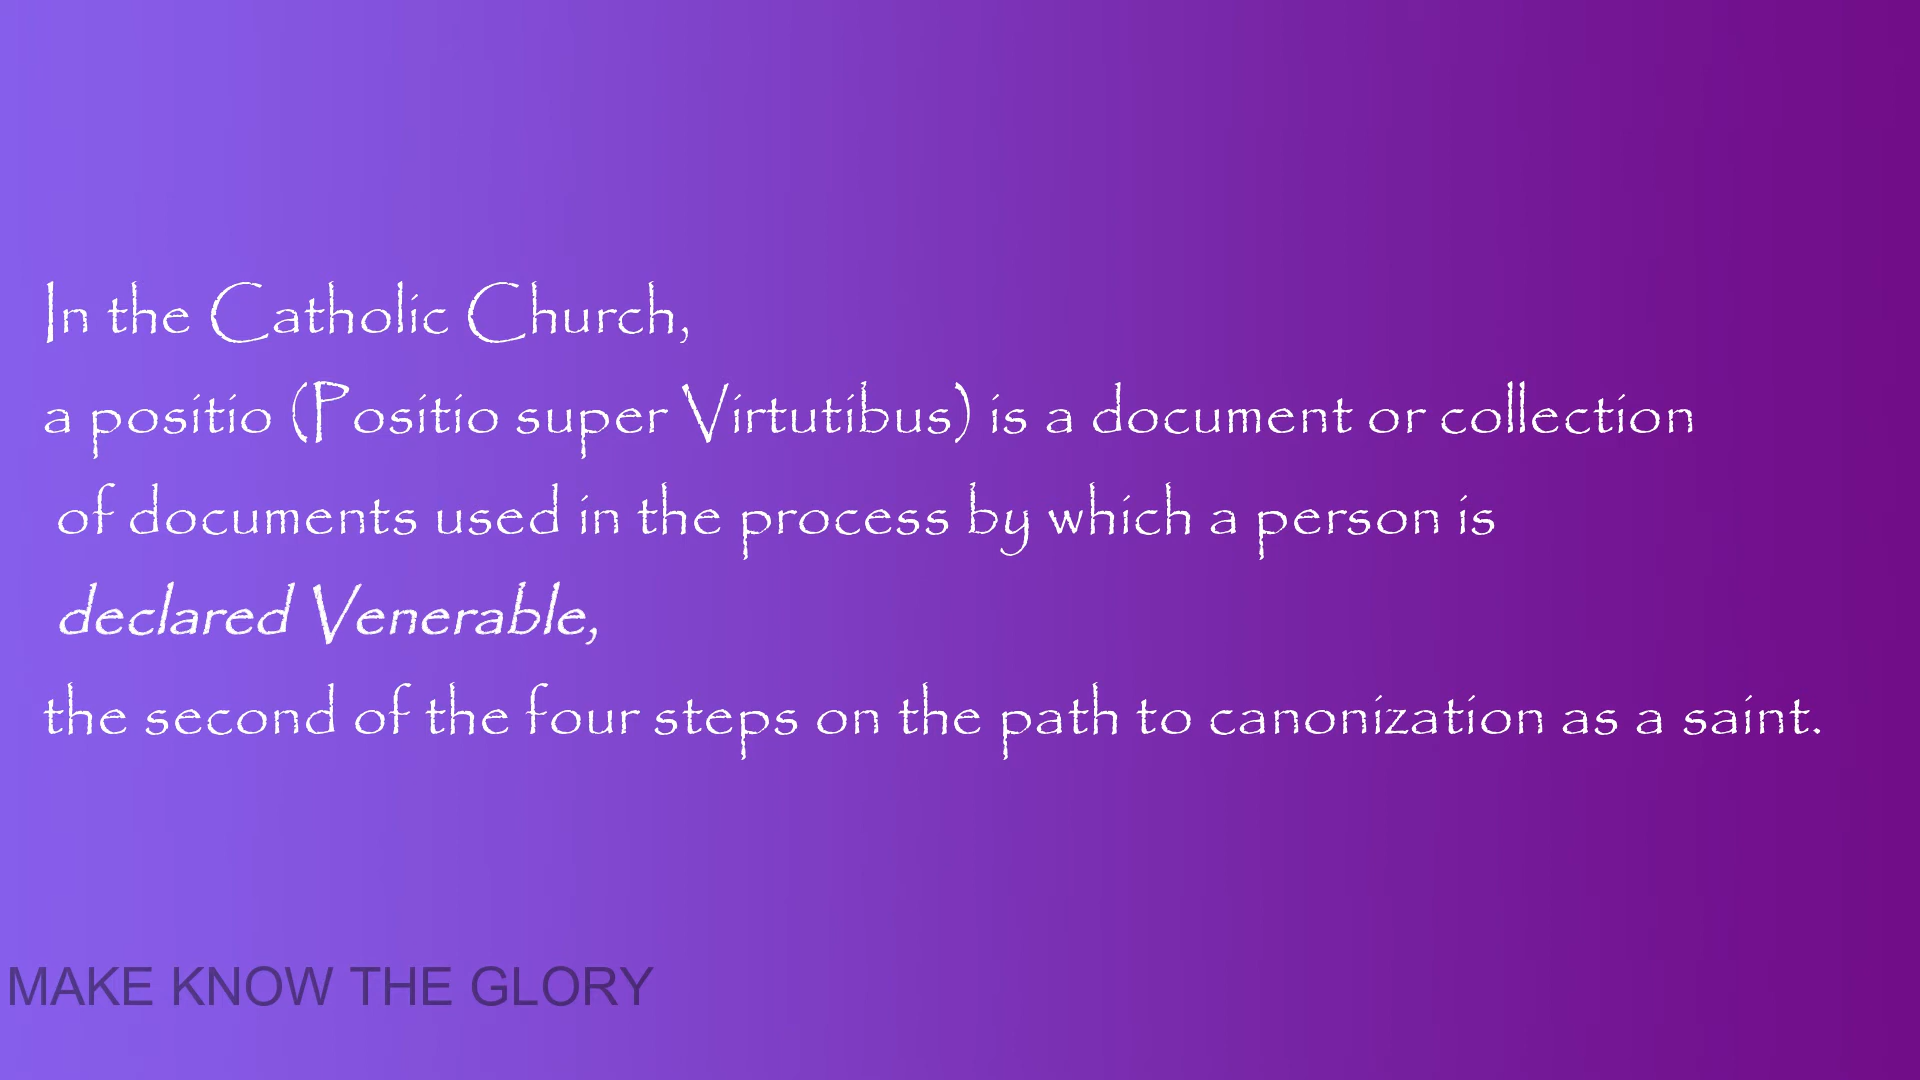 In the Catholic Church,
a positio (Positio super Virtutibus) is a document or collection
of documents used in the process by which a person is
declared Venerable,
the second of the four steps on the path to canonization as a saint.
MAKE KNOW THE GLORY